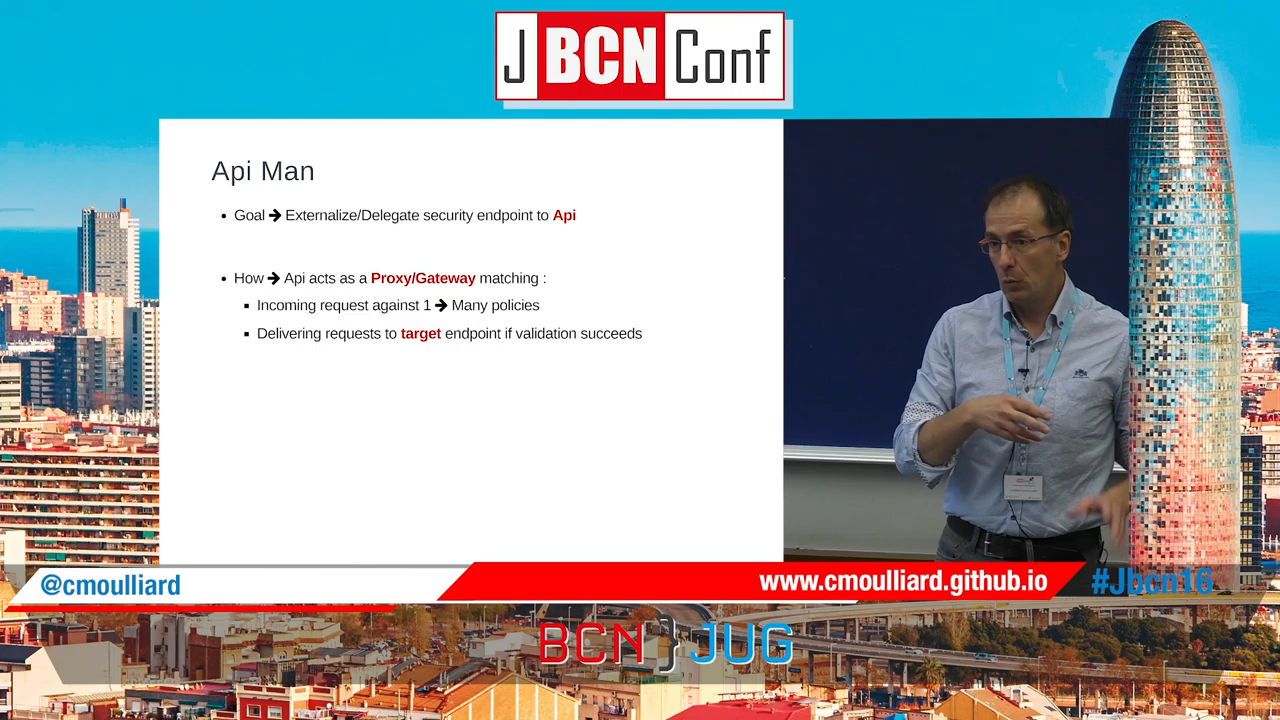 J BCN Conf
Api Man
• Goal ➔ Externalize/Delegate security endpoint to Api
• How ➔ Api acts as a Proxy/Gateway matching :
▪ Incoming request against 1 ➔ Many policies
▪ Delivering requests to target endpoint if validation succeeds
@cmoulliard
www.cmoulliard.github.io
#Jbcn16
BCN}JUG